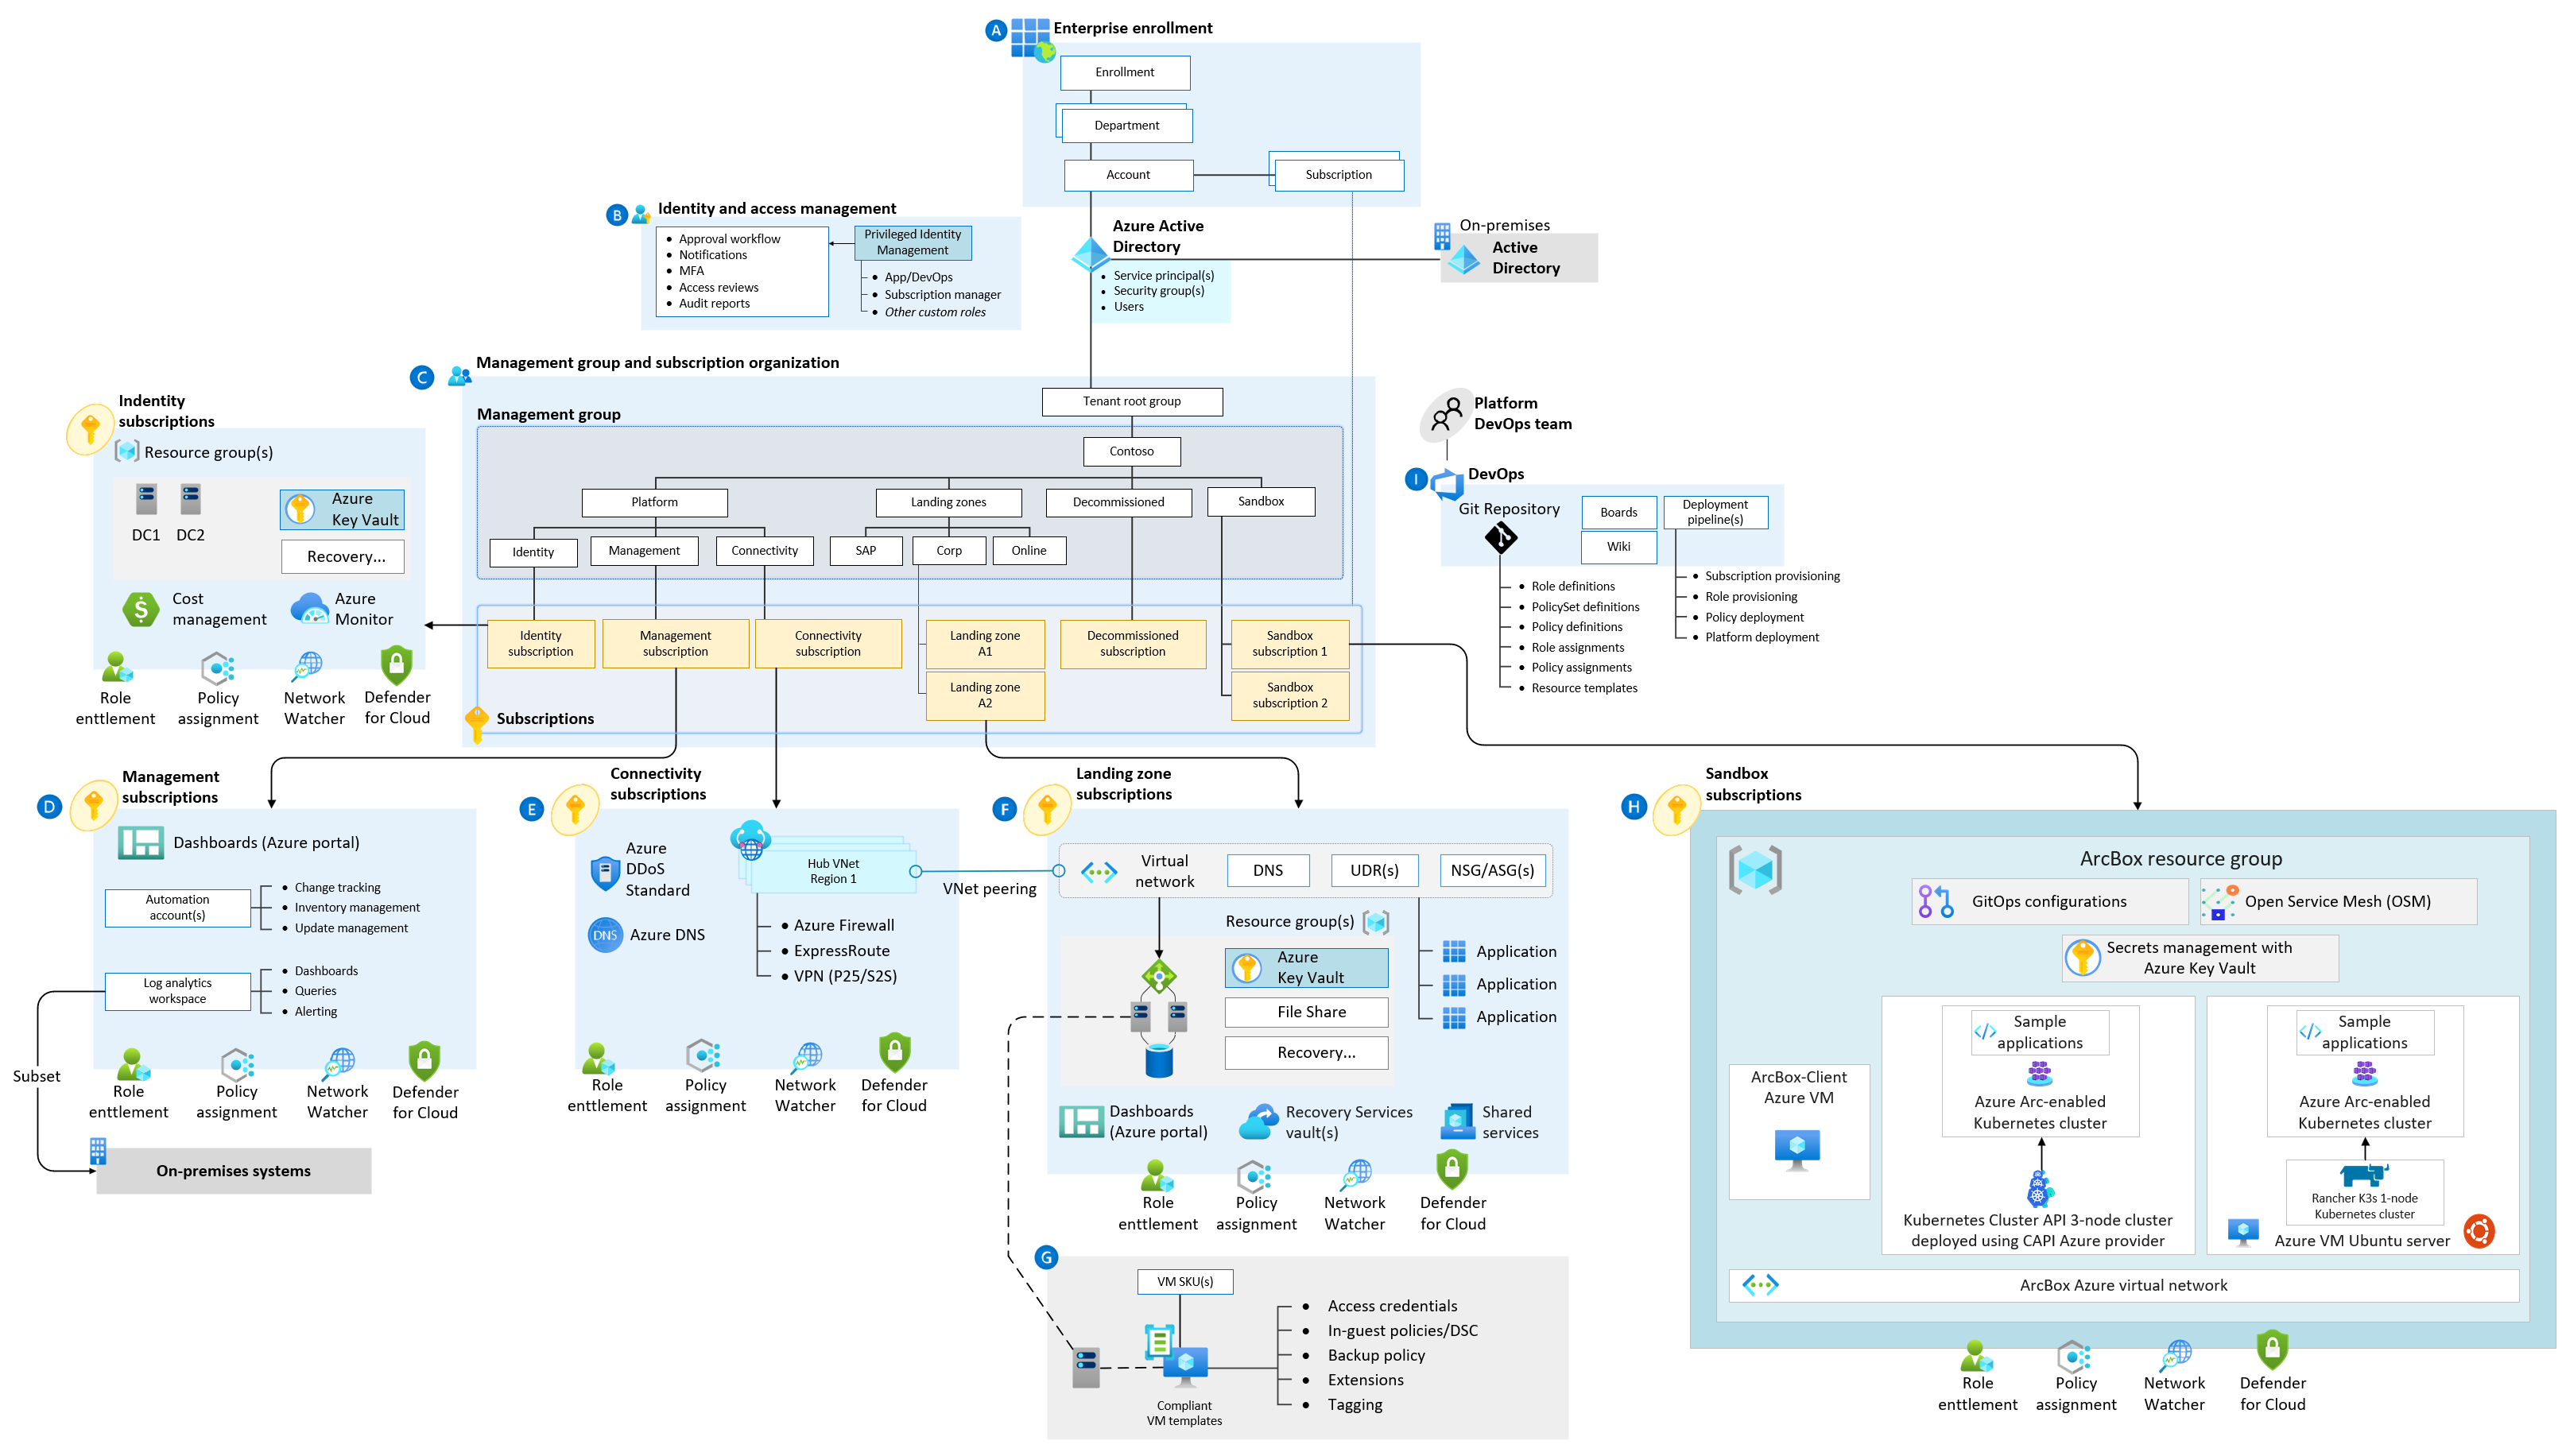 A
Enterprise enrollment
Enrollment
Department
Account
Subscription
B
Identity and access management
Approval workflow
Notifications
MFA
Access reviews
Audit reports
Privileged Identity
Management
App/DevOps
Subscription manager
Other custom roles
Azure Active
Directory
Service principal(s)
Security group(s)
Users
On-premises
Active
Directory
C
Management group and subscription organization
Management group
Tenant root group
Contoso
Platform
Landing zones
Decommissioned
Sandbox
Identity
Management
Connectivity
SAP
Corp
Online
Identity
subscription
Management
subscription
Connectivity
subscription
Landing zone
A1
Landing zone
A2
Decommissioned
subscription
Sandbox
subscription 1
Sandbox
subscription 2
Subscriptions
Indentity
subscriptions
Resource group(s)
DC1
DC2
Azure
Key Vault
Recovery...
Cost
management
Azure
Monitor
Role
enttlement
Policy
assignment
Network
Watcher
Defender
for Cloud
Platform
DevOps team
I
DevOps
Git Repository
Boards
Wiki
Deployment
pipeline(s)
Role definitions
PolicySet definitions
Policy definitions
Role assignments
Policy assignments
Resource templates
Subscription provisioning
Role provisioning
Policy deployment
Platform deployment
D
Management
subscriptions
Dashboards (Azure portal)
Automation
account(s)
Change tracking
Inventory management
Update management
Log analytics
workspace
Dashboards
Queries
Alerting
Subset
Role
enttlement
Policy
assignment
Network
Watcher
Defender
for Cloud
On-premises systems
E
Connectivity
subscriptions
Azure
DDoS
Standard
DNS
Azure DNS
Hub VNet
Region 1
Azure Firewall
ExpressRoute
VPN (P25/S2S)
VNet peering
Role
enttlement
Policy
assignment
Network
Watcher
Defender
for Cloud
F
Landing zone
subscriptions
Virtual
network
DNS
UDR(s)
NSG/ASG(s)
Resource group(s)
Azure
Key Vault
File Share
Recovery...
Application
Application
Application
Dashboards
(Azure portal)
Recovery Services
vault(s)
Shared
services
Role
enttlement
Policy
assignment
Network
Watcher
Defender
for Cloud
G
VM SKU(s)
Compliant
VM templates
Access credentials
In-guest policies/DSC
Backup policy
Extensions
Tagging
H
Sandbox
subscriptions
ArcBox resource group
GitOps configurations
Open Service Mesh (OSM)
Secrets management with
Azure Key Vault
ArcBox-Client
Azure VM
Sample
applications
Azure Arc-enabled
Kubernetes cluster
Kubernetes Cluster API 3-node cluster
deployed using CAPI Azure provider
Sample
applications
Azure Arc-enabled
Kubernetes cluster
Rancher K3s 1-node
Kubernetes cluster
Azure VM Ubuntu server
ArcBox Azure virtual network
Role
enttlement
Policy
assignment
Network
Watcher
Defender
for Cloud